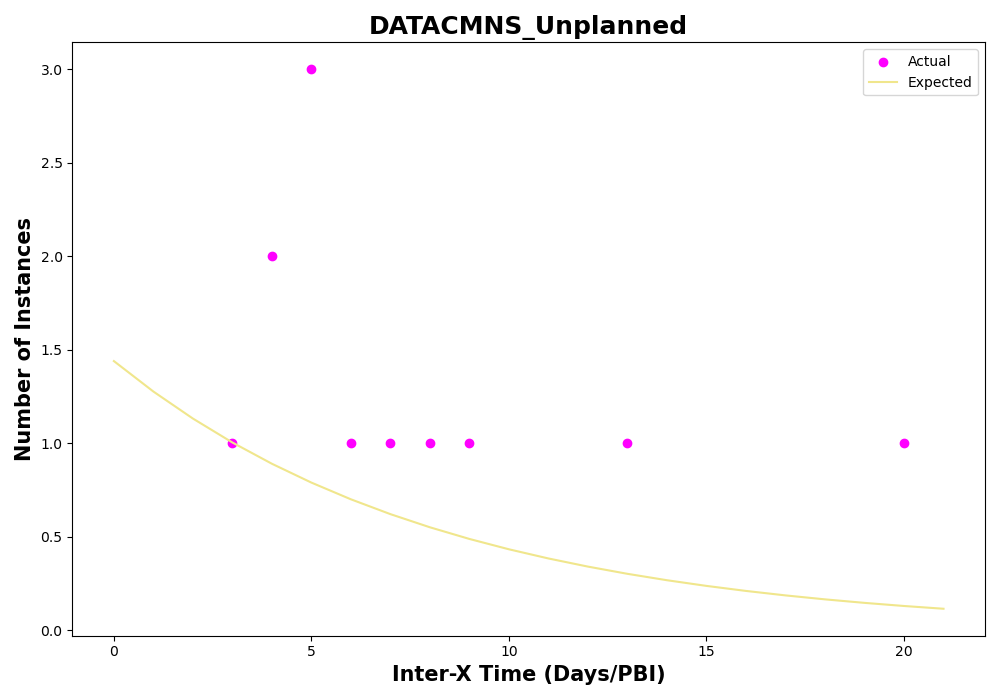 DATACMNS_Unplanned
Actual
Expected
3.0
2.5
2.0
1.5
1.0
0.5
0.0
Number of Instances
0
5
10
15
20
Inter-X Time (Days/PBI)